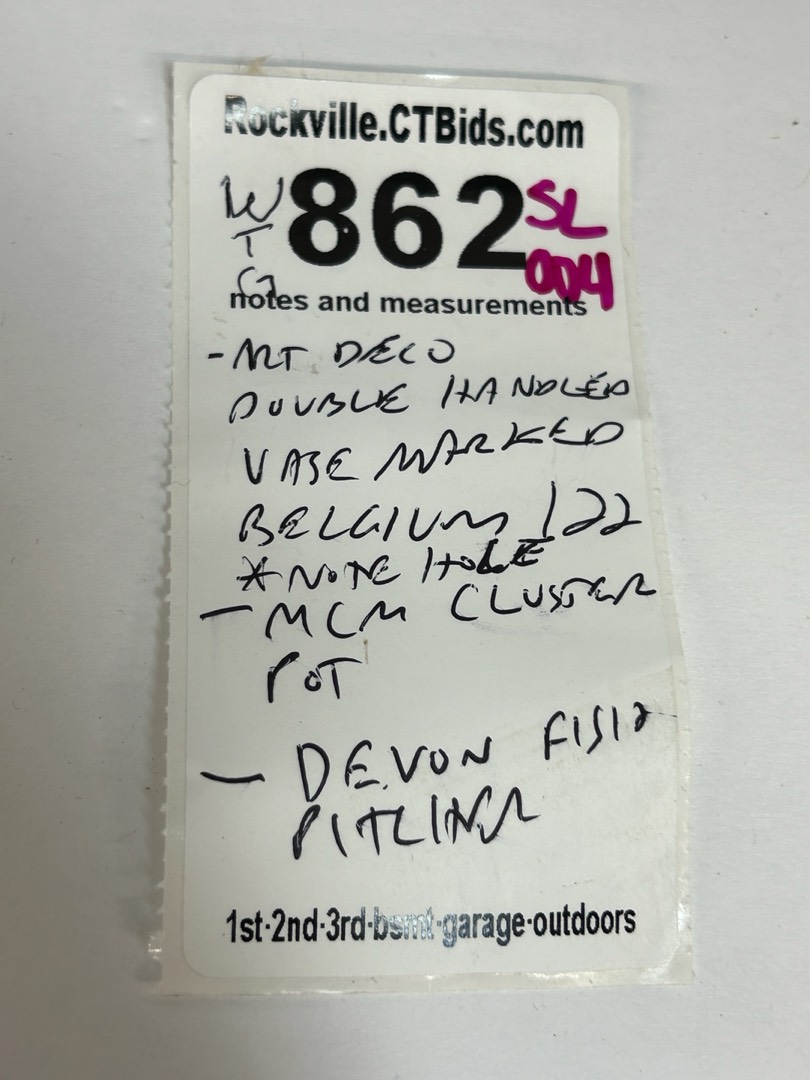 Rockville.CTBids.com
W T G 862 SL 004
notes and measurements
- ART DECO
DOUBLE HANDLED
VASE MARKED
BELGIUM 122
* NOTE HOLE
- MCM CLUSTER
POT
- DEVON FISH
PITCHER
1st-2nd-3rd-bsmt-garage-outdoors